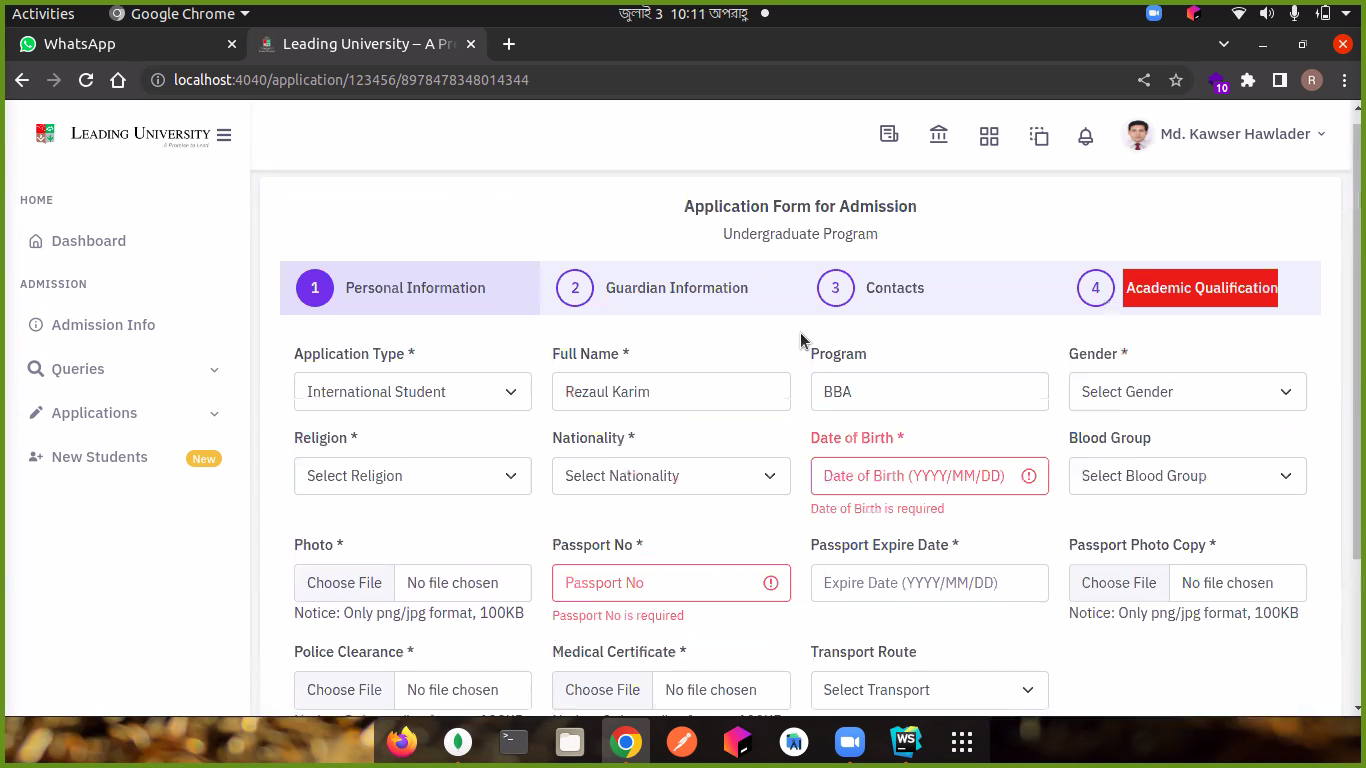 Activities
Google Chrome
জুলাই 3 10:11 অপরাহ্ণ
WhatsApp
Leading University – A Pr
localhost:4040/application/123456/8978478348014344
10
R
LEADING UNIVERSITY
A Promise to Lead
Md. Kawser Hawlader
HOME
Dashboard
ADMISSION
Admission Info
Queries
Applications
New Students New
Application Form for Admission
Undergraduate Program
1 Personal Information 2 Guardian Information 3 Contacts 4 Academic Qualification
Application Type * Full Name * Program Gender *
International Student Rezaul Karim BBA Select Gender
Religion * Nationality * Date of Birth * Blood Group
Select Religion Select Nationality Date of Birth (YYYY/MM/DD) Select Blood Group
Date of Birth is required
Photo * Passport No * Passport Expire Date * Passport Photo Copy *
Choose File No file chosen Passport No Expire Date (YYYY/MM/DD) Choose File No file chosen
Notice: Only png/jpg format, 100KB Passport No is required Notice: Only png/jpg format, 100KB
Police Clearance * Medical Certificate * Transport Route
Choose File No file chosen Choose File No file chosen Select Transport
WS